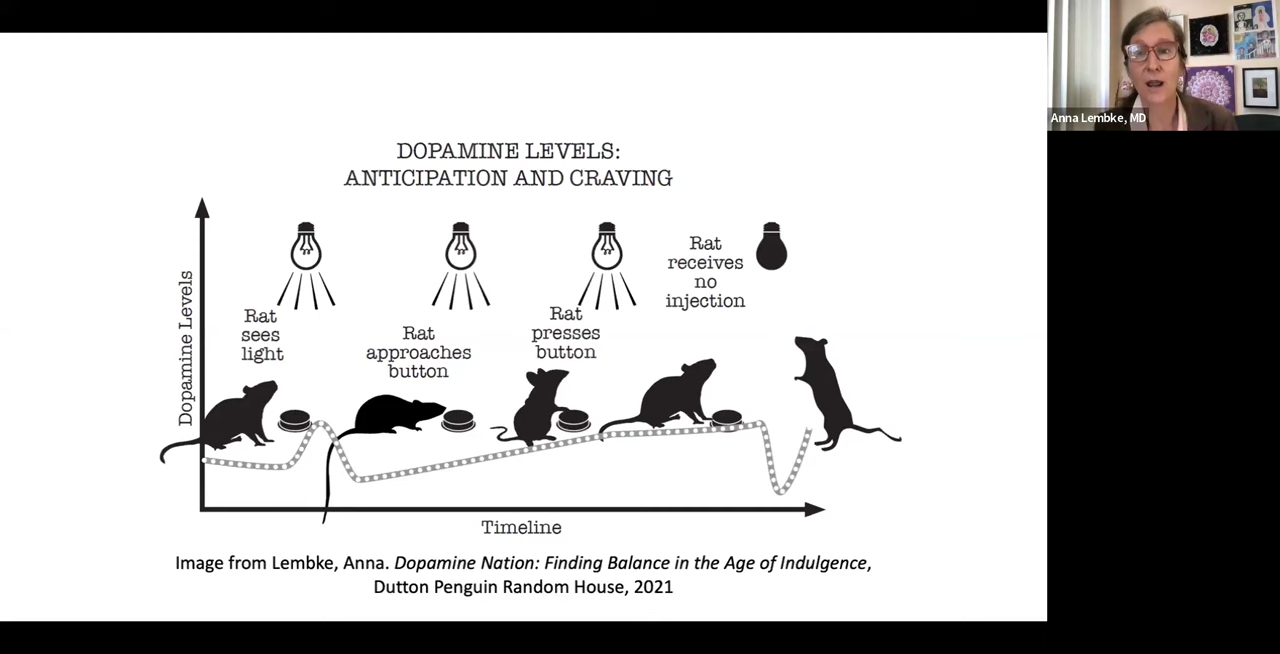 Anna Lembke, MD
DOPAMINE LEVELS:
ANTICIPATION AND CRAVING
Dopamine Levels
Rat
sees
light
Rat
approaches
button
Rat
presses
button
Rat
receives
no
injection
Timeline
Image from Lembke, Anna. Dopamine Nation: Finding Balance in the Age of Indulgence,
Dutton Penguin Random House, 2021